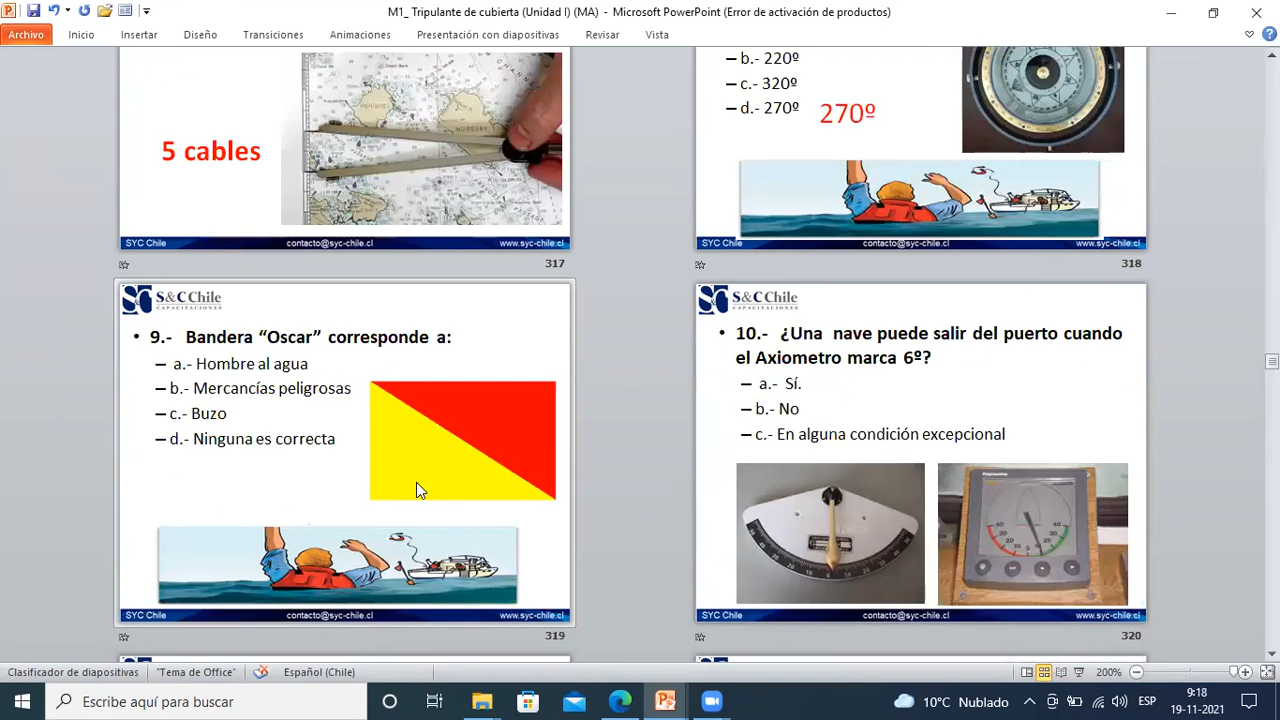 M1_ Tripulante de cubierta (Unidad I) (MA) - Microsoft PowerPoint (Error de activación de productos)
Archivo Inicio Insertar Diseño Transiciones Animaciones Presentación con diapositivas Revisar Vista
5 cables
SYC Chile contacto@syc-chile.cl www.syc-chile.cl
317
– b.- 220º
– c.- 320º
– d.- 270º 270º
SYC Chile contacto@syc-chile.cl www.syc-chile.cl
318
S&C Chile
CAPACITACIONES
• 9.- Bandera “Oscar” corresponde a:
– a.- Hombre al agua
– b.- Mercancías peligrosas
– c.- Buzo
– d.- Ninguna es correcta
SYC Chile contacto@syc-chile.cl www.syc-chile.cl
319
S&C Chile
CAPACITACIONES
• 10.- ¿Una nave puede salir del puerto cuando
el Axiometro marca 6º?
– a.- Sí.
– b.- No
– c.- En alguna condición excepcional
SYC Chile contacto@syc-chile.cl www.syc-chile.cl
320
Clasificador de diapositivas "Tema de Office" Español (Chile) 200%
Escribe aquí para buscar
10°C Nublado ESP 9:18
19-11-2021